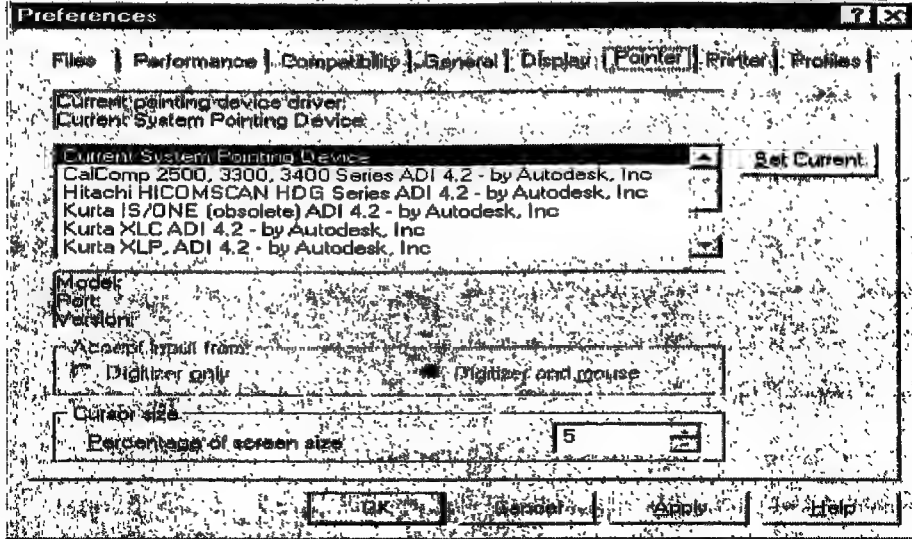 Preferences
Files Performance Compatibility General Display Pointer Printer Profiles
Current pointing device driver:
Current System Pointing Device
Current System Pointing Device
CalComp 2500, 3300, 3400 Series ADI 4.2 - by Autodesk, Inc
Hitachi HICOMSCAN HDG Series ADI 4.2 - by Autodesk, Inc
Kurta IS/ONE (obsolete) ADI 4.2 - by Autodesk, Inc
Kurta XLC ADI 4.2 - by Autodesk, Inc
Kurta XLP, ADI 4.2 - by Autodesk, Inc
Set Current
Model:
Port:
Version:
Accept input from:
Digitizer only
Digitizer and mouse
Cursor size
Percentage of screen size
5
OK Cancel Apply Help